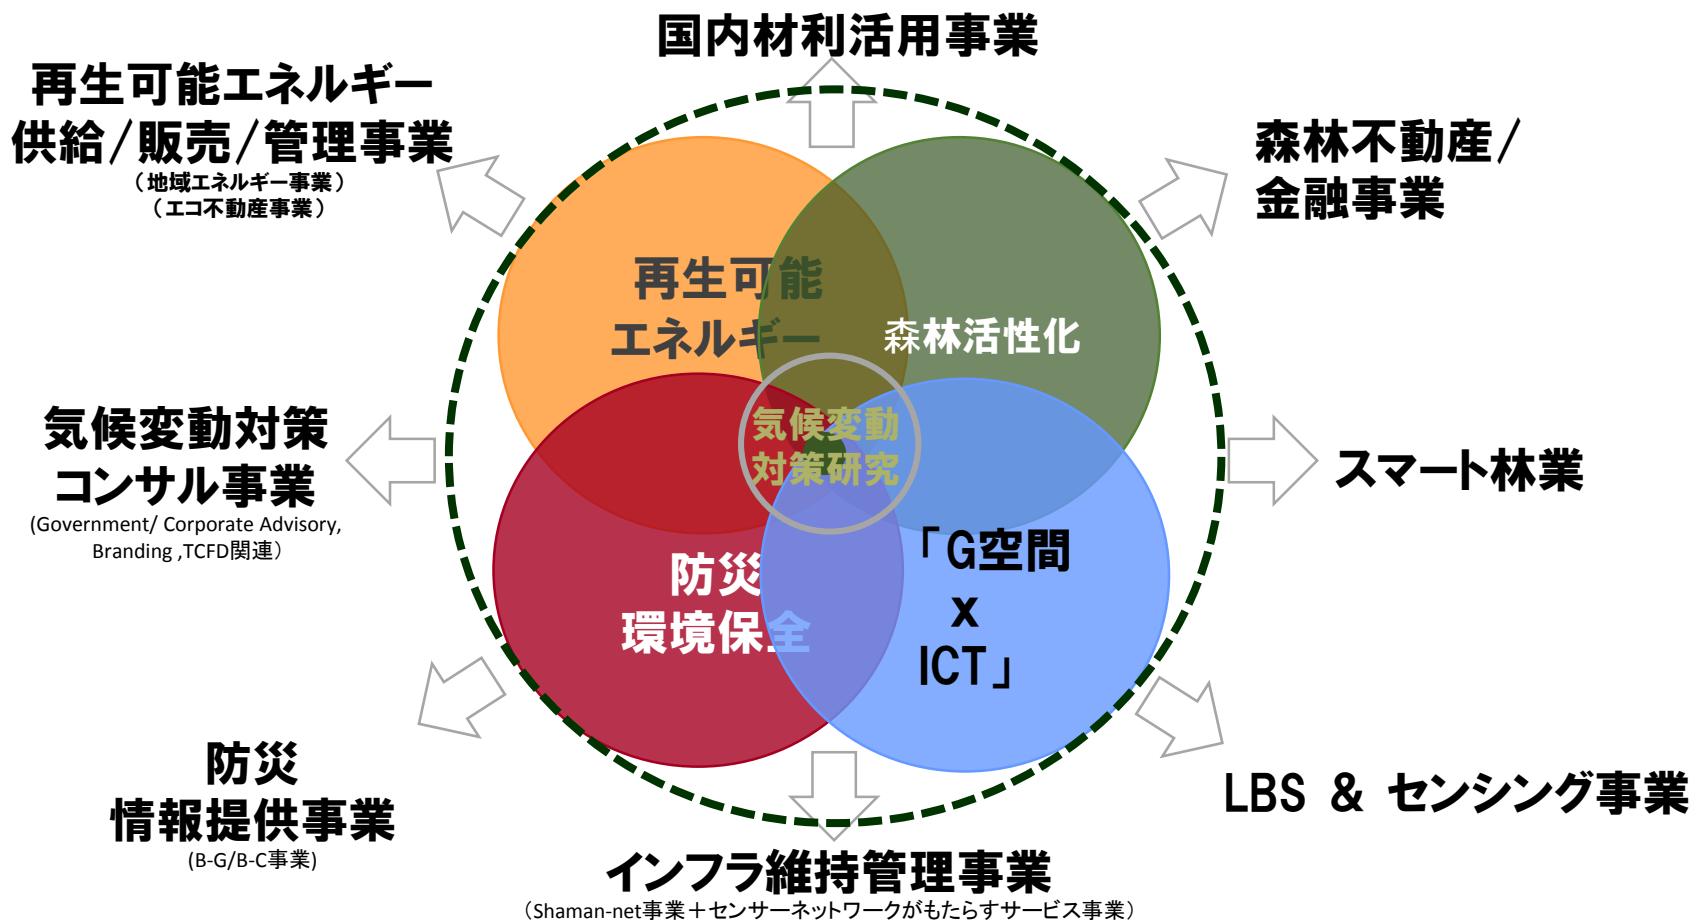 国内材利活用事業
再生可能エネルギー
供給/販売/管理事業
（地域エネルギー事業）
（エコ不動産事業）
森林不動産/
金融事業
再生可能
エネルギー
森林活性化
気候変動
対策研究
気候変動対策
コンサル事業
(Government/ Corporate Advisory,
Branding ,TCFD関連）
スマート林業
防災
環境保全
「G空間
x
ICT」
防災
情報提供事業
(B-G/B-C事業)
LBS & センシング事業
インフラ維持管理事業
（Shaman-net事業＋センサーネットワークがもたらすサービス事業）